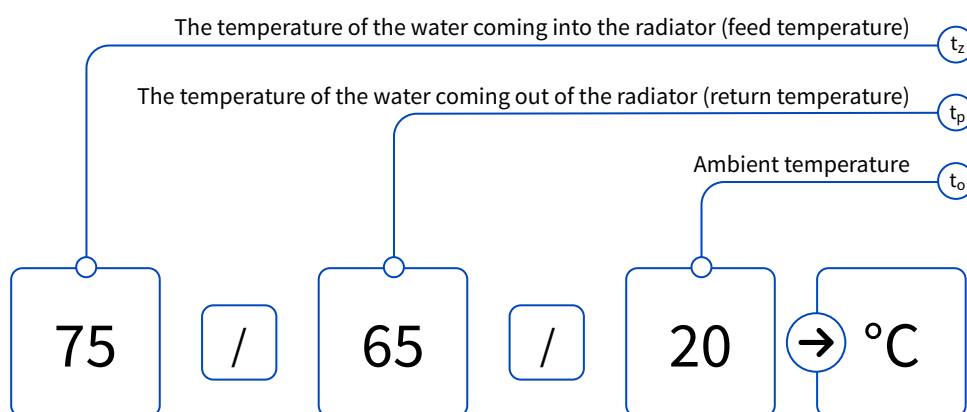 The temperature of the water coming into the radiator (feed temperature) tz
The temperature of the water coming out of the radiator (return temperature) tp
Ambient temperature to
75 / 65 / 20 → °C